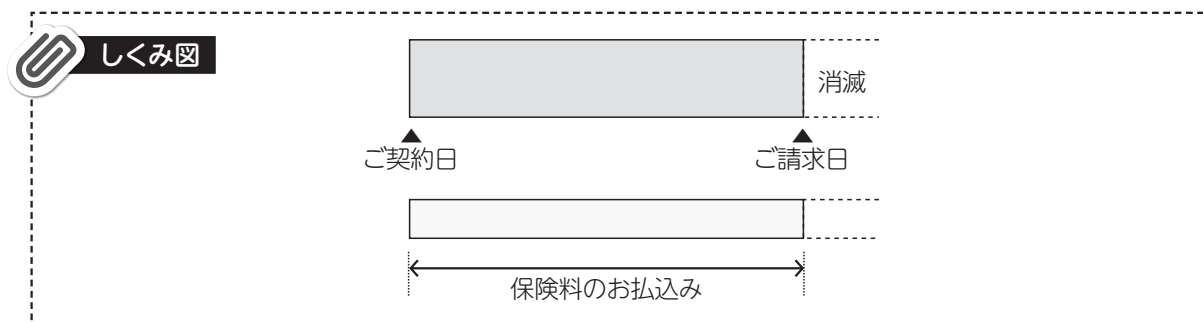 しくみ図
消滅
▲ ▲
ご契約日 ご請求日
保険料のお払込み